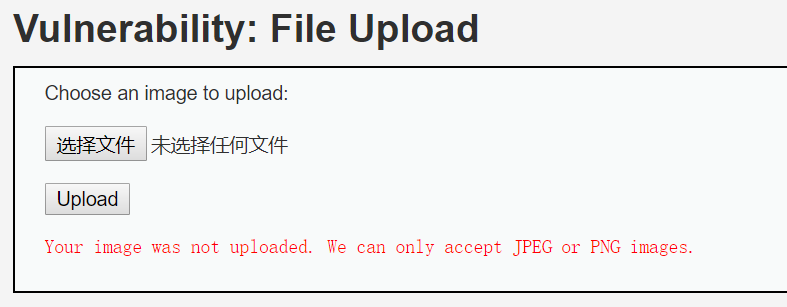 Vulnerability: File Upload
Choose an image to upload:
选择文件 未选择任何文件
Upload
Your image was not uploaded. We can only accept JPEG or PNG images.